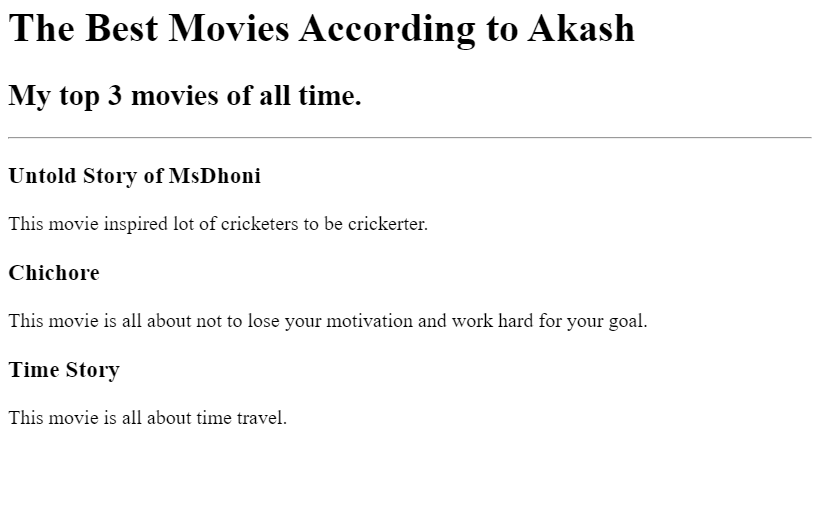 The Best Movies According to Akash
My top 3 movies of all time.
Untold Story of MsDhoni
This movie inspired lot of cricketers to be crickerter.
Chichore
This movie is all about not to lose your motivation and work hard for your goal.
Time Story
This movie is all about time travel.